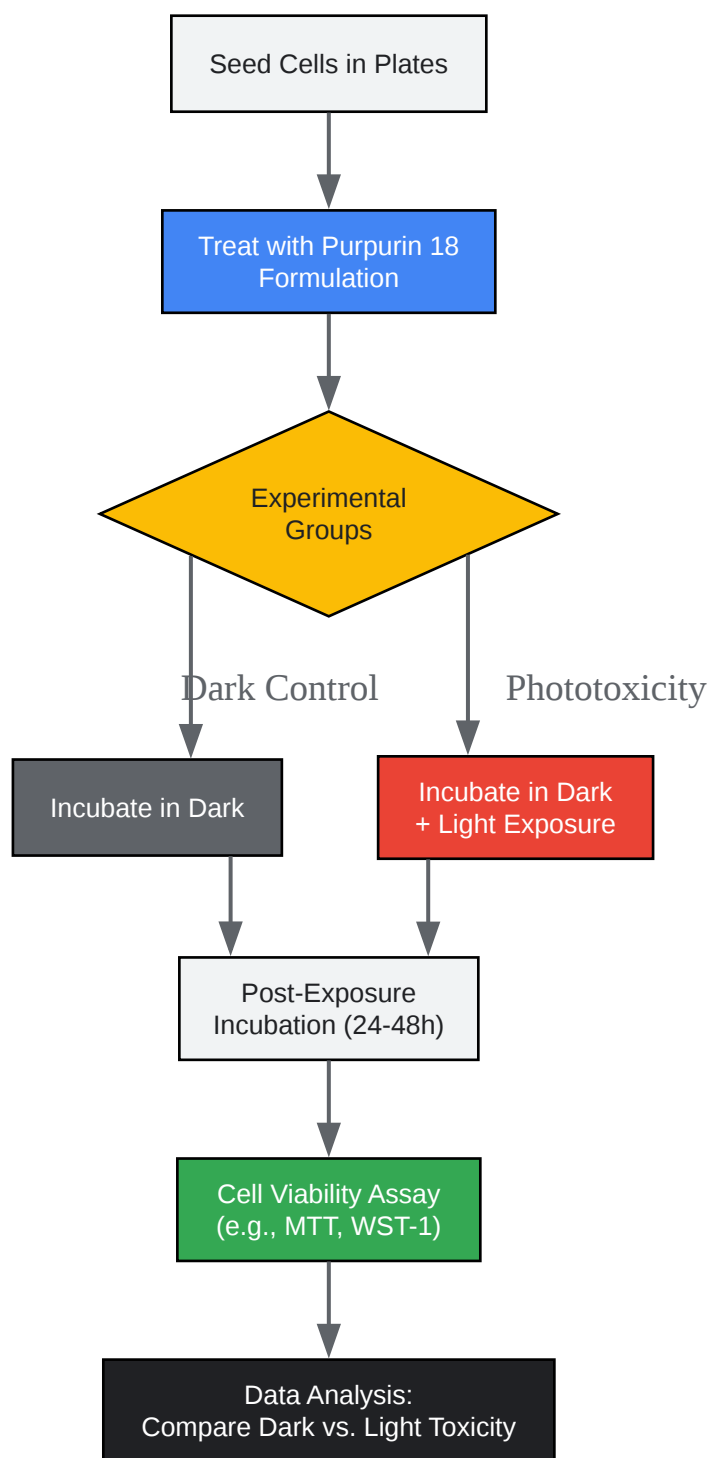 Seed Cells in Plates
Treat with Purpurin 18
Formulation
Experimental
Groups
Dark Control
Phototoxicity
Incubate in Dark
Incubate in Dark
+ Light Exposure
Post-Exposure
Incubation (24-48h)
Cell Viability Assay
(e.g., MTT, WST-1)
Data Analysis:
Compare Dark vs. Light Toxicity